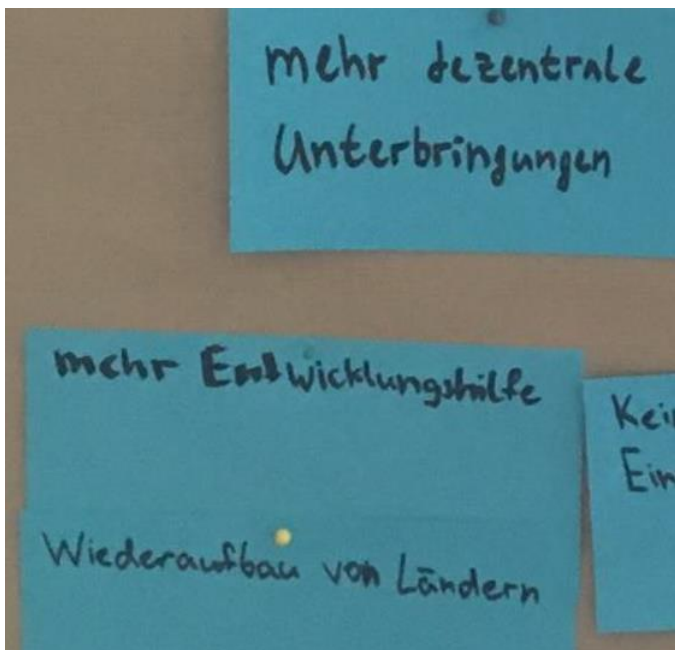 mehr dezentrale
Unterbringungen
mehr Entwicklungshilfe
Wiederaufbau von Ländern